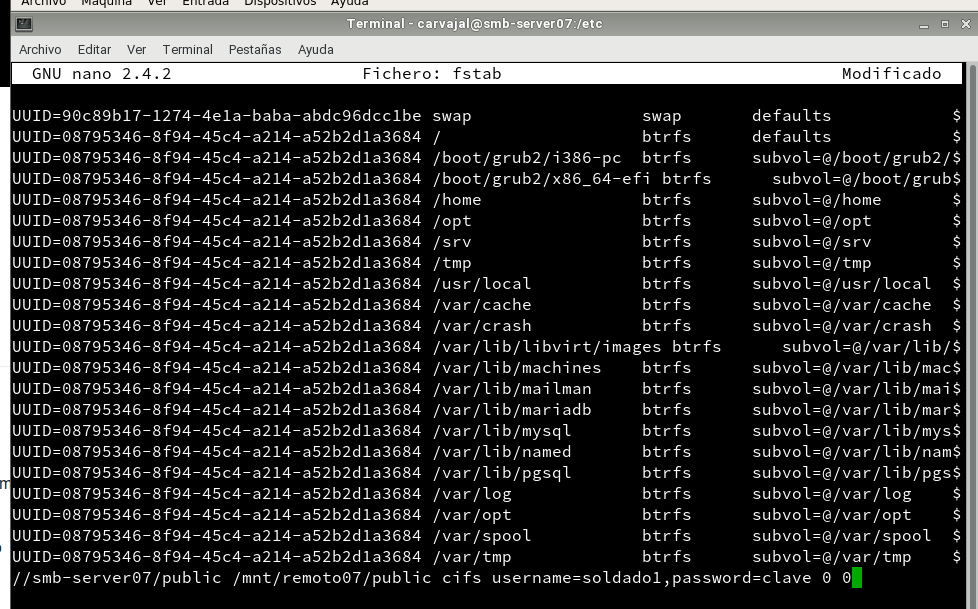 Archivo Máquina Ver Entrada Dispositivos Ayuda
Terminal - carvajal@smb-server07:/etc
Archivo Editar Ver Terminal Pestañas Ayuda
GNU nano 2.4.2 Fichero: fstab Modificado
UUID=90c89b17-1274-4e1a-baba-abdc96dcc1be swap swap defaults $
UUID=08795346-8f94-45c4-a214-a52b2d1a3684 / btrfs defaults $
UUID=08795346-8f94-45c4-a214-a52b2d1a3684 /boot/grub2/i386-pc btrfs subvol=@/boot/grub2/$
UUID=08795346-8f94-45c4-a214-a52b2d1a3684 /boot/grub2/x86_64-efi btrfs subvol=@/boot/grub$
UUID=08795346-8f94-45c4-a214-a52b2d1a3684 /home btrfs subvol=@/home $
UUID=08795346-8f94-45c4-a214-a52b2d1a3684 /opt btrfs subvol=@/opt $
UUID=08795346-8f94-45c4-a214-a52b2d1a3684 /srv btrfs subvol=@/srv $
UUID=08795346-8f94-45c4-a214-a52b2d1a3684 /tmp btrfs subvol=@/tmp $
UUID=08795346-8f94-45c4-a214-a52b2d1a3684 /usr/local btrfs subvol=@/usr/local $
UUID=08795346-8f94-45c4-a214-a52b2d1a3684 /var/cache btrfs subvol=@/var/cache $
UUID=08795346-8f94-45c4-a214-a52b2d1a3684 /var/crash btrfs subvol=@/var/crash $
UUID=08795346-8f94-45c4-a214-a52b2d1a3684 /var/lib/libvirt/images btrfs subvol=@/var/lib/$
UUID=08795346-8f94-45c4-a214-a52b2d1a3684 /var/lib/machines btrfs subvol=@/var/lib/mac$
UUID=08795346-8f94-45c4-a214-a52b2d1a3684 /var/lib/mailman btrfs subvol=@/var/lib/mai$
UUID=08795346-8f94-45c4-a214-a52b2d1a3684 /var/lib/mariadb btrfs subvol=@/var/lib/mar$
UUID=08795346-8f94-45c4-a214-a52b2d1a3684 /var/lib/mysql btrfs subvol=@/var/lib/mys$
UUID=08795346-8f94-45c4-a214-a52b2d1a3684 /var/lib/named btrfs subvol=@/var/lib/nam$
UUID=08795346-8f94-45c4-a214-a52b2d1a3684 /var/lib/pgsql btrfs subvol=@/var/lib/pgs$
UUID=08795346-8f94-45c4-a214-a52b2d1a3684 /var/log btrfs subvol=@/var/log $
UUID=08795346-8f94-45c4-a214-a52b2d1a3684 /var/opt btrfs subvol=@/var/opt $
UUID=08795346-8f94-45c4-a214-a52b2d1a3684 /var/spool btrfs subvol=@/var/spool $
UUID=08795346-8f94-45c4-a214-a52b2d1a3684 /var/tmp btrfs subvol=@/var/tmp $
//smb-server07/public /mnt/remoto07/public cifs username=soldado1,password=clave 0 0